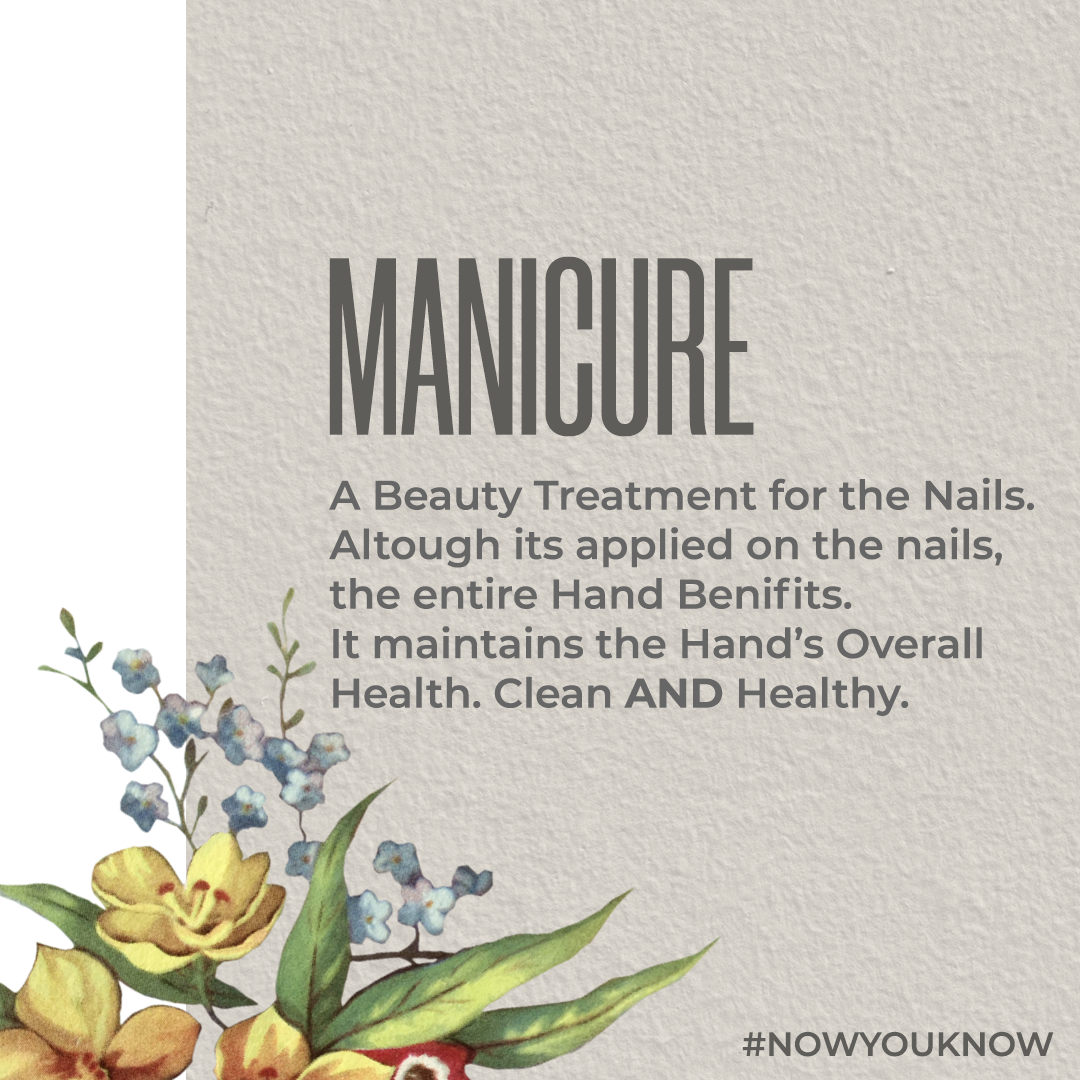 MANICURE
A Beauty Treatment for the Nails.
Altough its applied on the nails,
the entire Hand Benifits.
It maintains the Hand’s Overall
Health. Clean AND Healthy.
#NOWYOUKNOW